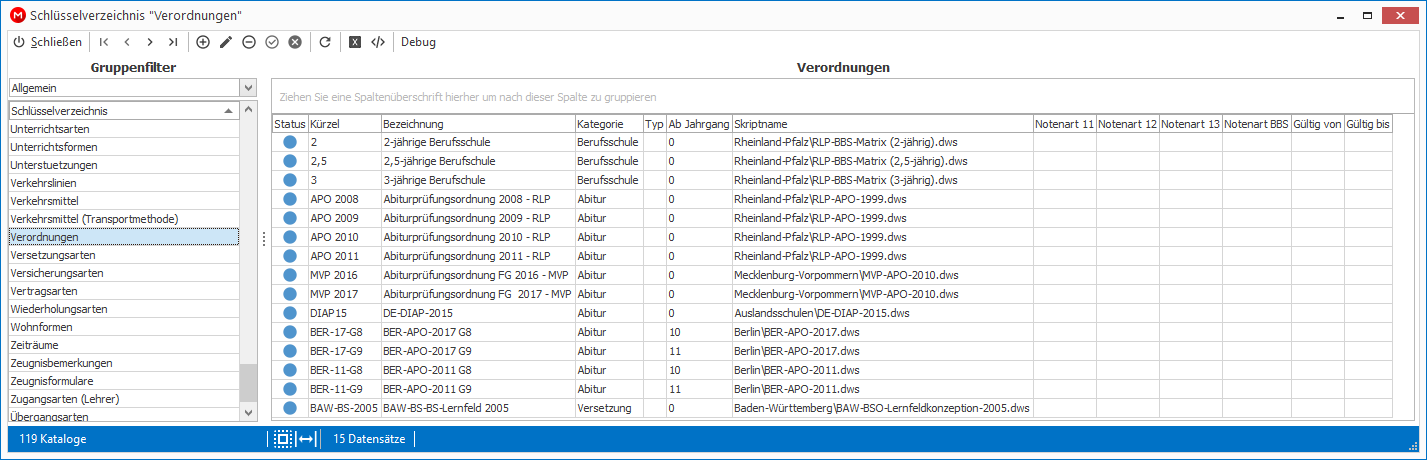 M Schlüsselverzeichnis "Verordnungen"
Schließen Debug
Gruppenfilter
Allgemein
Schlüsselverzeichnis
Unterrichtsarten
Unterrichtsformen
Unterstuetzungen
Verkehrslinien
Verkehrsmittel
Verkehrsmittel (Transportmethode)
Verordnungen
Versetzungsarten
Versicherungsarten
Vertragsarten
Wiederholungsarten
Wohnformen
Zeiträume
Zeugnisbemerkungen
Zeugnisformulare
Zugangsarten (Lehrer)
Übergangsarten
Verordnungen
Ziehen Sie eine Spaltenüberschrift hierher um nach dieser Spalte zu gruppieren
Status Kürzel Bezeichnung Kategorie Typ Ab Jahrgang Skriptname Notenart 11 Notenart 12 Notenart 13 Notenart BBS Gültig von Gültig bis
2 2-jährige Berufsschule Berufsschule 0 Rheinland-Pfalz\RLP-BBS-Matrix (2-jährig).dws
2,5 2,5-jährige Berufschule Berufsschule 0 Rheinland-Pfalz\RLP-BBS-Matrix (2,5-jährig).dws
3 3-jährige Berufschule Berufsschule 0 Rheinland-Pfalz\RLP-BBS-Matrix (3-jährig).dws
APO 2008 Abiturprüfungsordnung 2008 - RLP Abitur 0 Rheinland-Pfalz\RLP-APO-1999.dws
APO 2009 Abiturprüfungsordnung 2009 - RLP Abitur 0 Rheinland-Pfalz\RLP-APO-1999.dws
APO 2010 Abiturprüfungsordnung 2010 - RLP Abitur 0 Rheinland-Pfalz\RLP-APO-1999.dws
APO 2011 Abiturprüfungsordnung 2011 - RLP Abitur 0 Rheinland-Pfalz\RLP-APO-1999.dws
MVP 2016 Abiturprüfungsordnung FG 2016 - MVP Abitur 0 Mecklenburg-Vorpommern\MVP-APO-2010.dws
MVP 2017 Abiturprüfungsordnung FG 2017 - MVP Abitur 0 Mecklenburg-Vorpommern\MVP-APO-2010.dws
DIAP15 DE-DIAP-2015 Abitur 0 Auslandsschulen\DE-DIAP-2015.dws
BER-17-G8 BER-APO-2017 G8 Abitur 10 Berlin\BER-APO-2017.dws
BER-17-G9 BER-APO-2017 G9 Abitur 11 Berlin\BER-APO-2017.dws
BER-11-G8 BER-APO-2011 G8 Abitur 10 Berlin\BER-APO-2011.dws
BER-11-G9 BER-APO-2011 G9 Abitur 11 Berlin\BER-APO-2011.dws
BAW-BS-2005 BAW-BS-BS-Lernfeld 2005 Versetzung 0 Baden-Württemberg\BAW-BSO-Lernfeldkonzeption-2005.dws
119 Kataloge 15 Datensätze